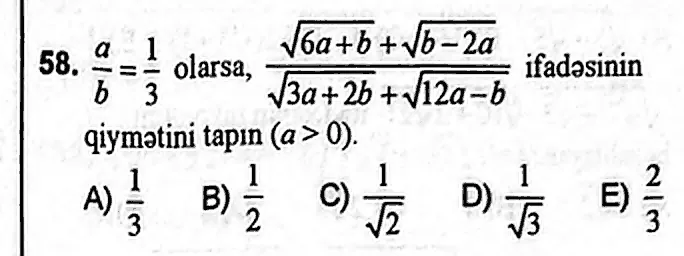 58. a/b = 1/3 olarsa, (√(6a+b) + √(b−2a)) / (√(3a+2b) + √(12a−b)) ifadəsinin
qiymətini tapın (a > 0).
A) 1/3 B) 1/2 C) 1/√2 D) 1/√3 E) 2/3